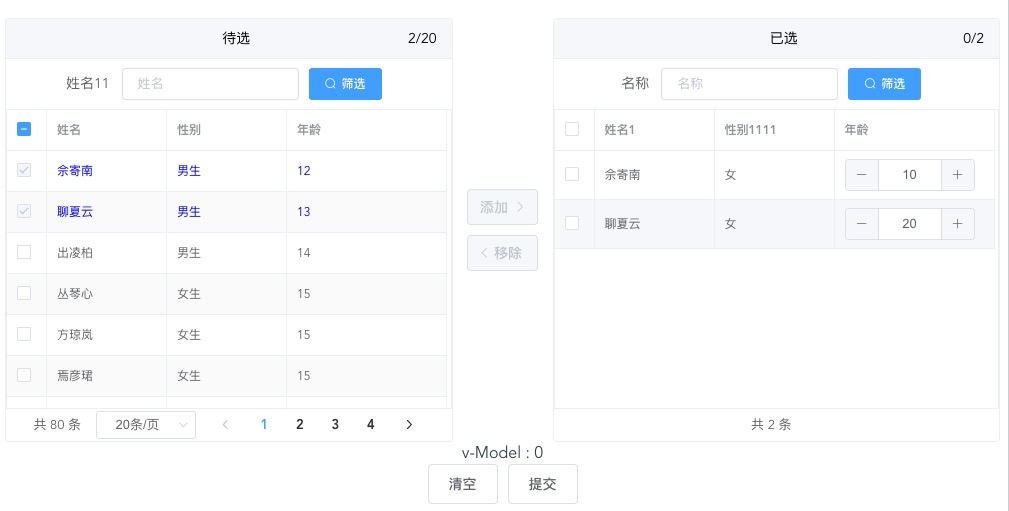 待选 2/20
姓名11 姓名 筛选
姓名 性别 年龄
佘寄南 男生 12
聊夏云 男生 13
出凌柏 男生 14
丛琴心 女生 15
方琼岚 女生 15
焉彦珺 女生 15
共 80 条 20条/页 1 2 3 4
添加
移除
已选 0/2
名称 名称 筛选
姓名1 性别1111 年龄
佘寄南 女 10
聊夏云 女 20
共 2 条
v-Model : 0
清空 提交